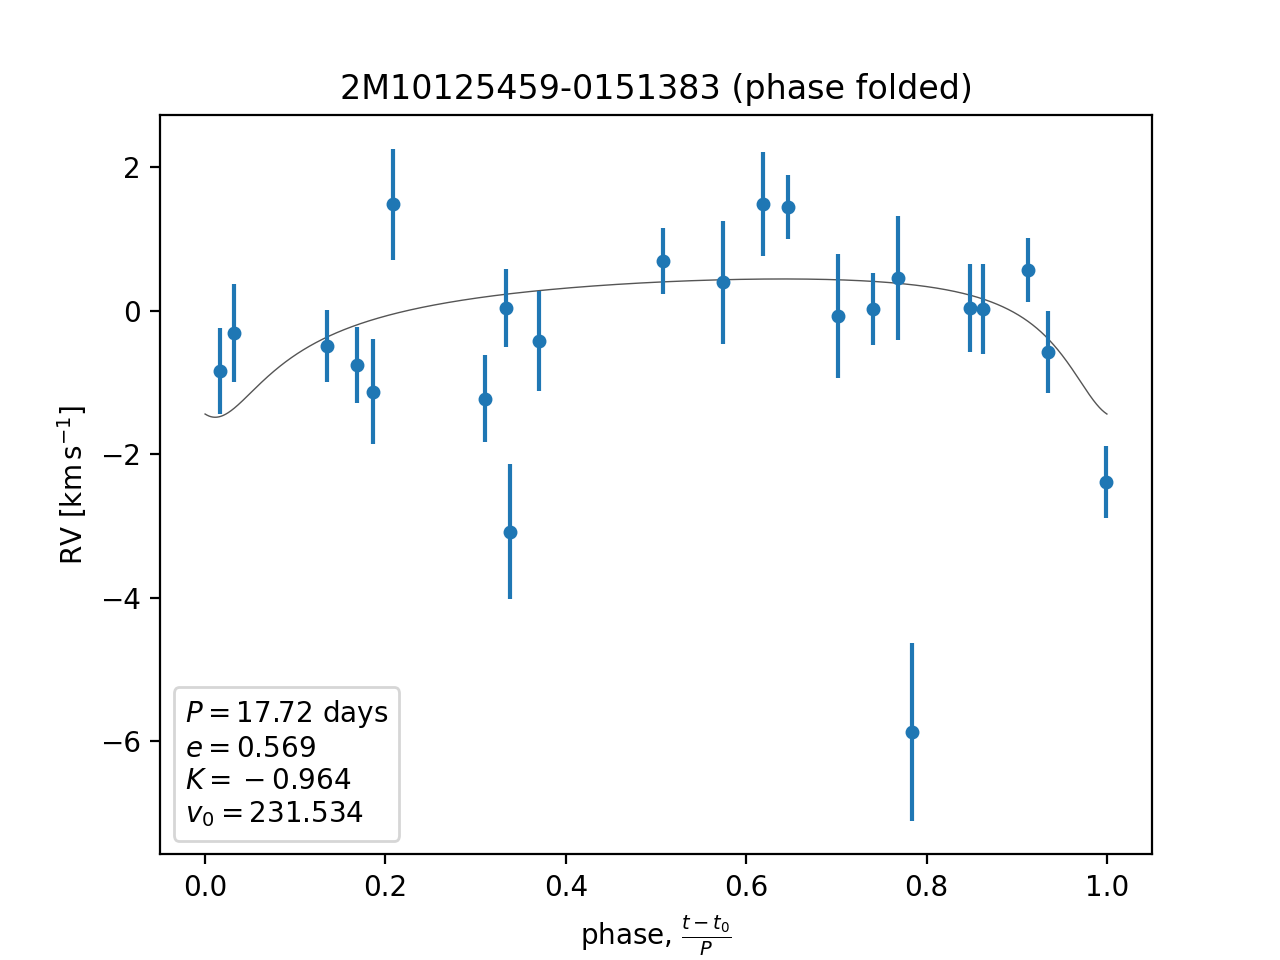 2M10125459-0151383 (phase folded)
RV [km s⁻¹]
2
0
−2
−4
−6
P = 17.72 days
e = 0.569
K = −0.964
v₀ = 231.534
0.0 0.2 0.4 0.6 0.8 1.0
phase, (t − t₀)/P